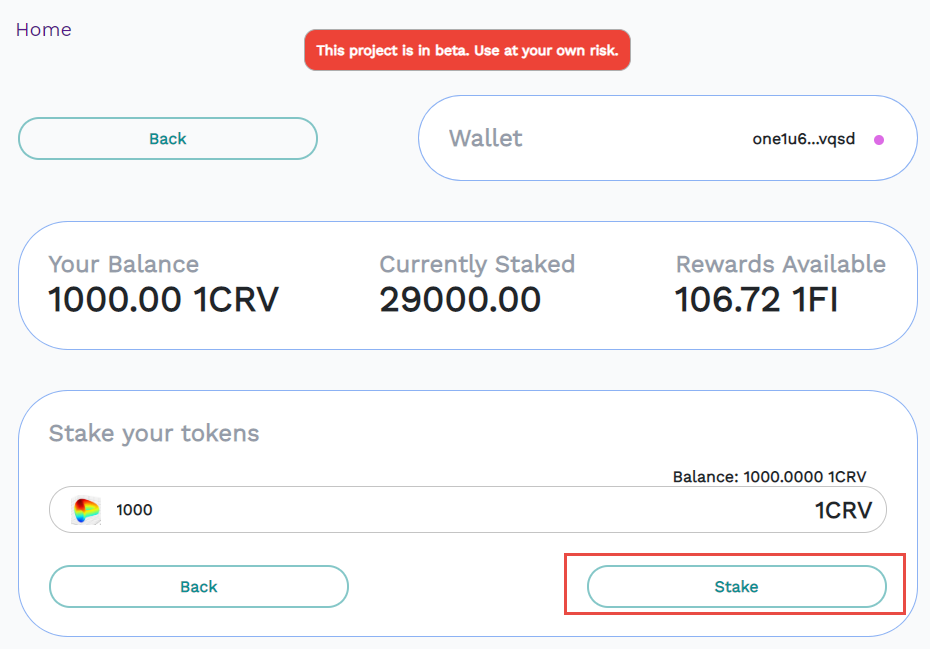 Home
This project is in beta. Use at your own risk.
Back
Wallet
one1u6...vqsd
Your Balance
1000.00 1CRV
Currently Staked
29000.00
Rewards Available
106.72 1FI
Stake your tokens
Balance: 1000.0000 1CRV
1000
1CRV
Back
Stake